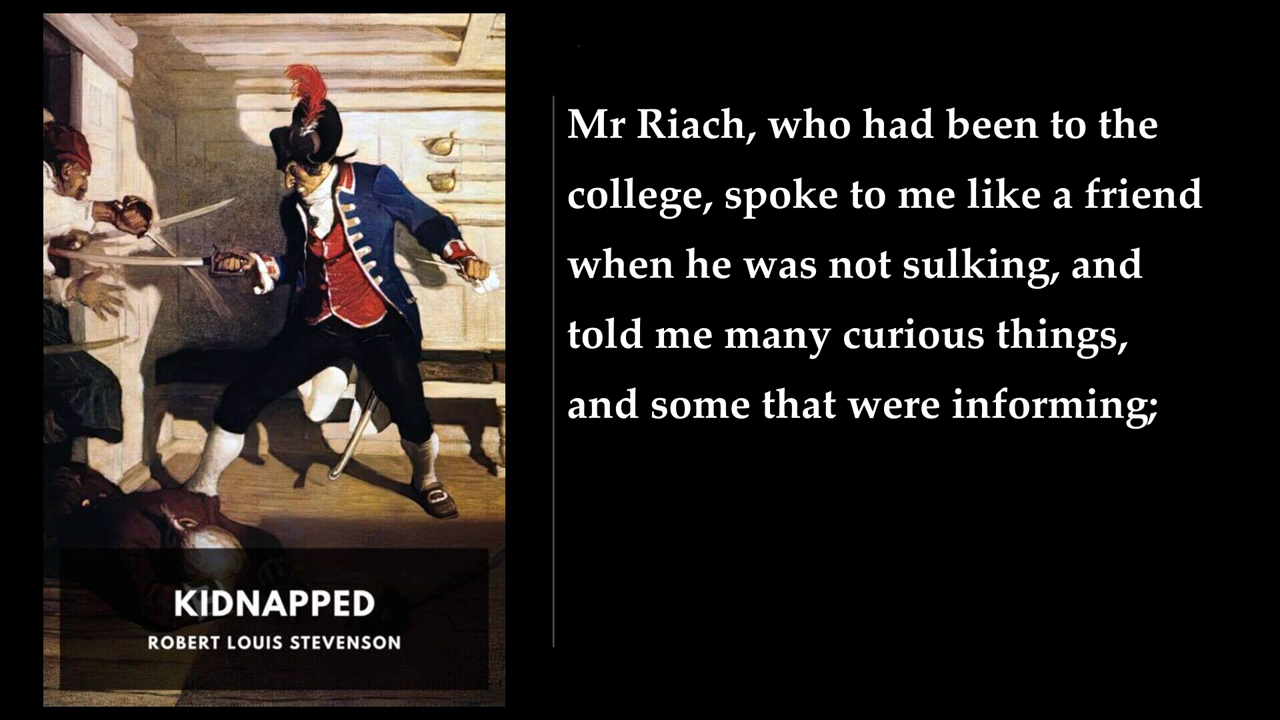 KIDNAPPED
ROBERT LOUIS STEVENSON
Mr Riach, who had been to the
college, spoke to me like a friend
when he was not sulking, and
told me many curious things,
and some that were informing;